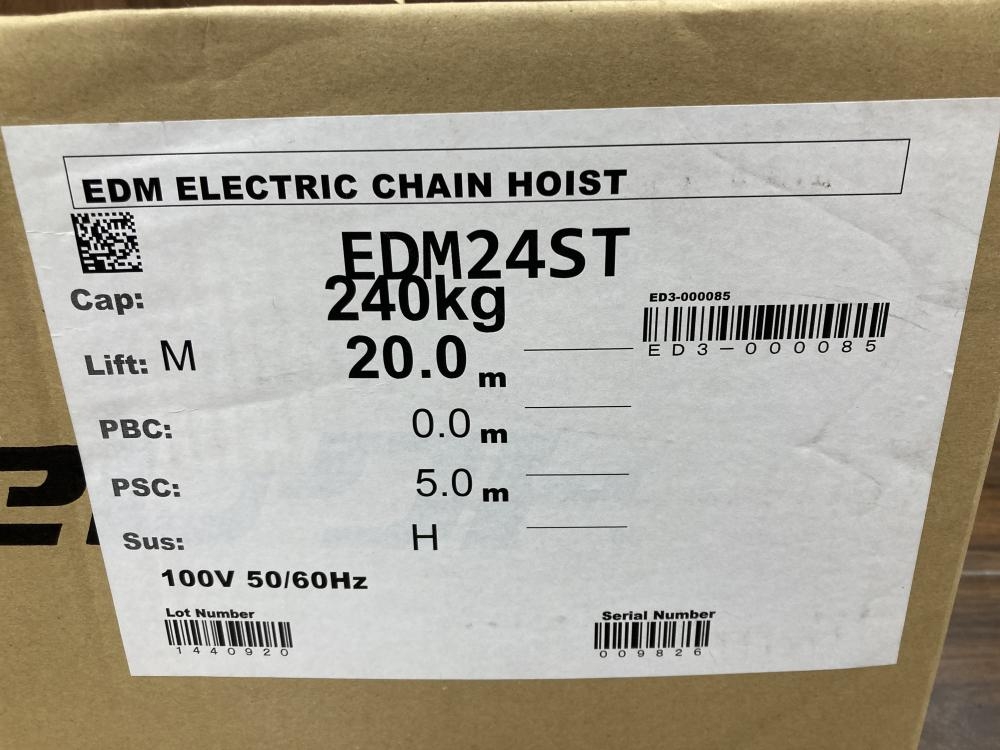 EDM ELECTRIC CHAIN HOIST
EDM24ST
Cap: 240kg
ED3-000085
ED3-000085
Lift: M 20.0 m
PBC: 0.0 m
PSC: 5.0 m
Sus: H
100V 50/60Hz
Lot Number
1440920
Serial Number
009826